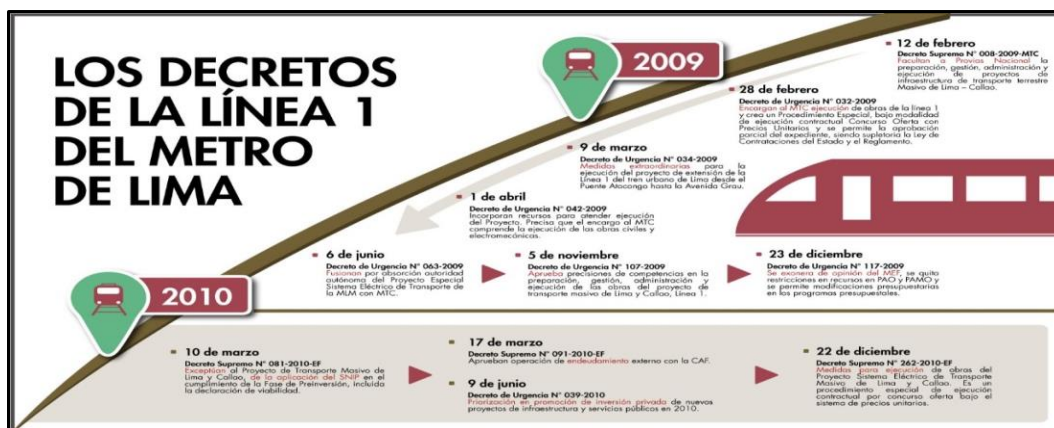 LOS DECRETOS
DE LA LÍNEA 1
DEL METRO
DE LIMA
2009
12 de febrero
Decreto Supremo N° 008-2009-MTC
Facultan a Provias Nacional la
preparación, gestión, administración y
ejecución de proyectos de
infraestructura de transporte terrestre
Masivo de Lima – Callao.
28 de febrero
Decreto de Urgencia N° 032-2009
Encargan al MTC ejecución de obras de la línea 1
y crea un Procedimiento Especial, bajo modalidad
de ejecución contractual Concurso Oferta con
Precios Unitarios y se permite la aprobación
parcial del expediente, siendo supletoria la Ley de
Contrataciones del Estado y el Reglamento.
9 de marzo
Decreto de Urgencia N° 034-2009
Medidas extraordinarias para la
ejecución del proyecto de extensión de la
Línea 1 del tren urbano de Lima desde el
Puente Atocongo hasta la Avenida Grau.
1 de abril
Decreto de Urgencia N° 042-2009
Incorporan recursos para atender ejecución
del Proyecto. Precisa que el encargo al MTC
comprende la ejecución de las obras civiles y
electromecánicas.
6 de junio
Decreto de Urgencia N° 063-2009
Fusionan por absorción autoridad
autónoma del Proyecto Especial
Sistema Eléctrico de Transporte de
la MLM con MTC.
5 de noviembre
Decreto de Urgencia N° 107-2009
Aprueba precisiones de competencias en la
preparación, gestión, administración y
ejecución de las obras del proyecto de
transporte masivo de Lima y Callao, Línea 1.
23 de diciembre
Decreto de Urgencia N° 117-2009
Se exonera de opinión del MEF, se quito
restricciones en recursos en PAO y PAMO y
se permite modificaciones presupuestarias
en los programas presupuestales.
2010
10 de marzo
Decreto Supremo N° 081-2010-EF
Exceptúan al Proyecto de Transporte Masivo de
Lima y Callao, de la aplicación del SNIP en el
cumplimiento de la Fase de Preinversión, incluida
la declaración de viabilidad.
17 de marzo
Decreto Supremo N° 091-2010-EF
Aprueban operación de endeudamiento externo con la CAF.
9 de junio
Decreto de Urgencia N° 039-2010
Priorización en promoción de inversión privada de nuevos
proyectos de infraestructura y servicios públicos en 2010.
22 de diciembre
Decreto Supremo N° 262-2010-EF
Medidas para ejecución de obras del
Proyecto Sistema Eléctrico de Transporte
Masivo de Lima y Callao. Es un
procedimiento especial de ejecución
contractual por concurso oferta bajo el
sistema de precios unitarios.